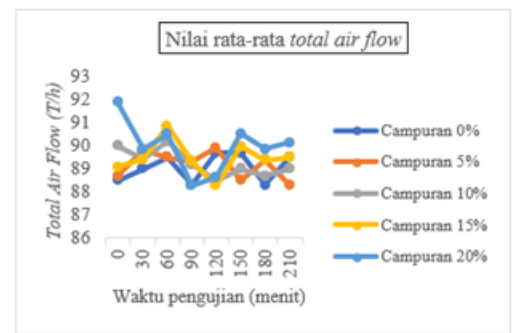 Nilai rata-rata total air flow
Total Air Flow (T/h)
93
92
91
90
89
88
87
86
0
30
60
90
120
150
180
210
Waktu pengujian (menit)
Campuran 0%
Campuran 5%
Campuran 10%
Campuran 15%
Campuran 20%